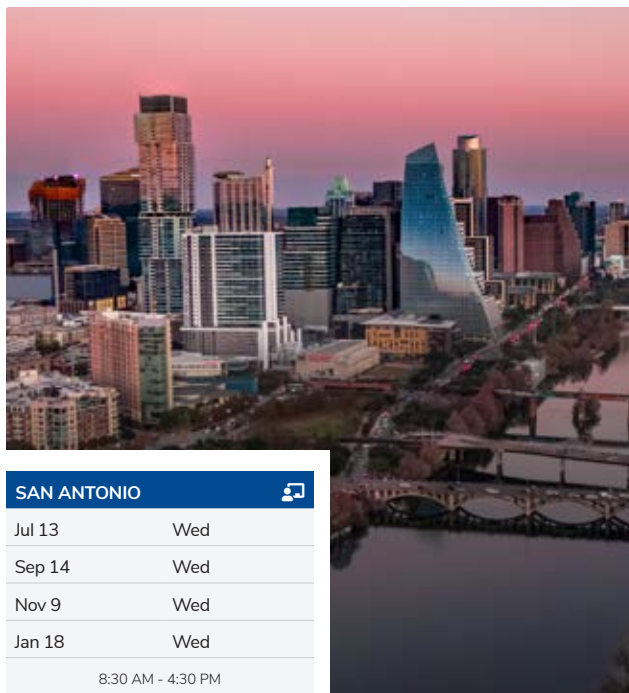 SAN ANTONIO
Jul 13 Wed
Sep 14 Wed
Nov 9 Wed
Jan 18 Wed
8:30 AM - 4:30 PM